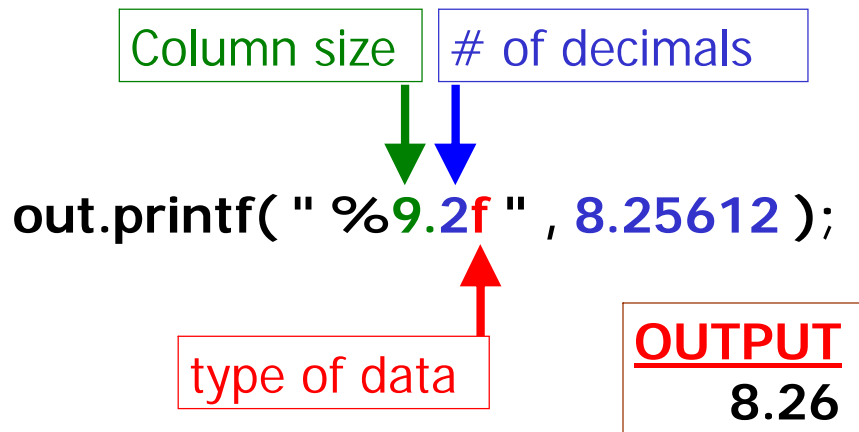 Column size
# of decimals
out.printf( " %9.2f " , 8.25612 );
type of data
OUTPUT
8.26